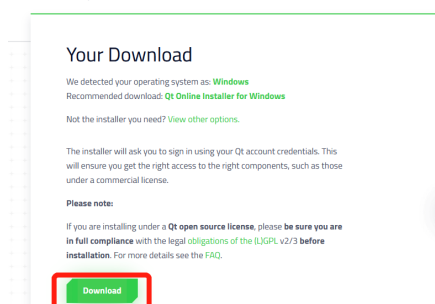 Your Download
We detected your operating system as: Windows
Recommended download: Qt Online Installer for Windows
Not the installer you need? View other options.
The installer will ask you to sign in using your Qt account credentials. This
will ensure you get the right access to the right components, such as those
under a commercial license.
Please note:
If you are installing under a Qt open source license, please be sure you are
in full compliance with the legal obligations of the (L)GPL v2/3 before
installation. For more details see the FAQ.
Download